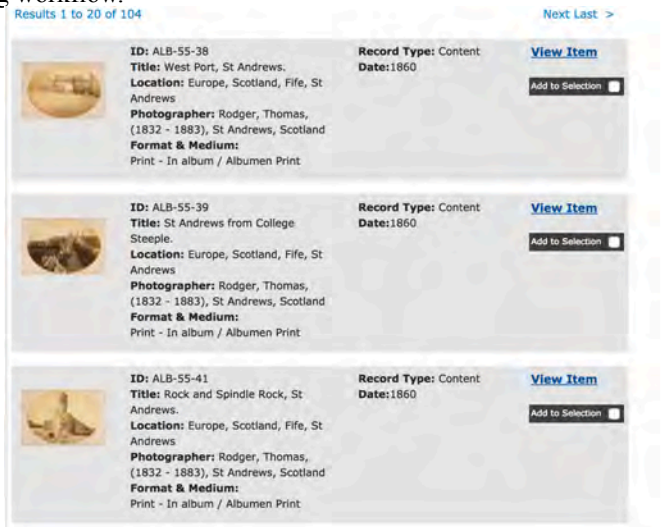 g workflow.
Results 1 to 20 of 104
Next Last >
ID: ALB-55-38
Title: West Port, St Andrews.
Location: Europe, Scotland, Fife, St
Andrews
Photographer: Rodger, Thomas,
(1832 - 1883), St Andrews, Scotland
Format & Medium:
Print - In album / Albumen Print
Record Type: Content
Date:1860
View Item
Add to Selection
ID: ALB-55-39
Title: St Andrews from College
Steeple.
Location: Europe, Scotland, Fife, St
Andrews
Photographer: Rodger, Thomas,
(1832 - 1883), St Andrews, Scotland
Format & Medium:
Print - In album / Albumen Print
Record Type: Content
Date:1860
View Item
Add to Selection
ID: ALB-55-41
Title: Rock and Spindle Rock, St
Andrews.
Location: Europe, Scotland, Fife, St
Andrews
Photographer: Rodger, Thomas,
(1832 - 1883), St Andrews, Scotland
Format & Medium:
Print - In album / Albumen Print
Record Type: Content
Date:1860
View Item
Add to Selection